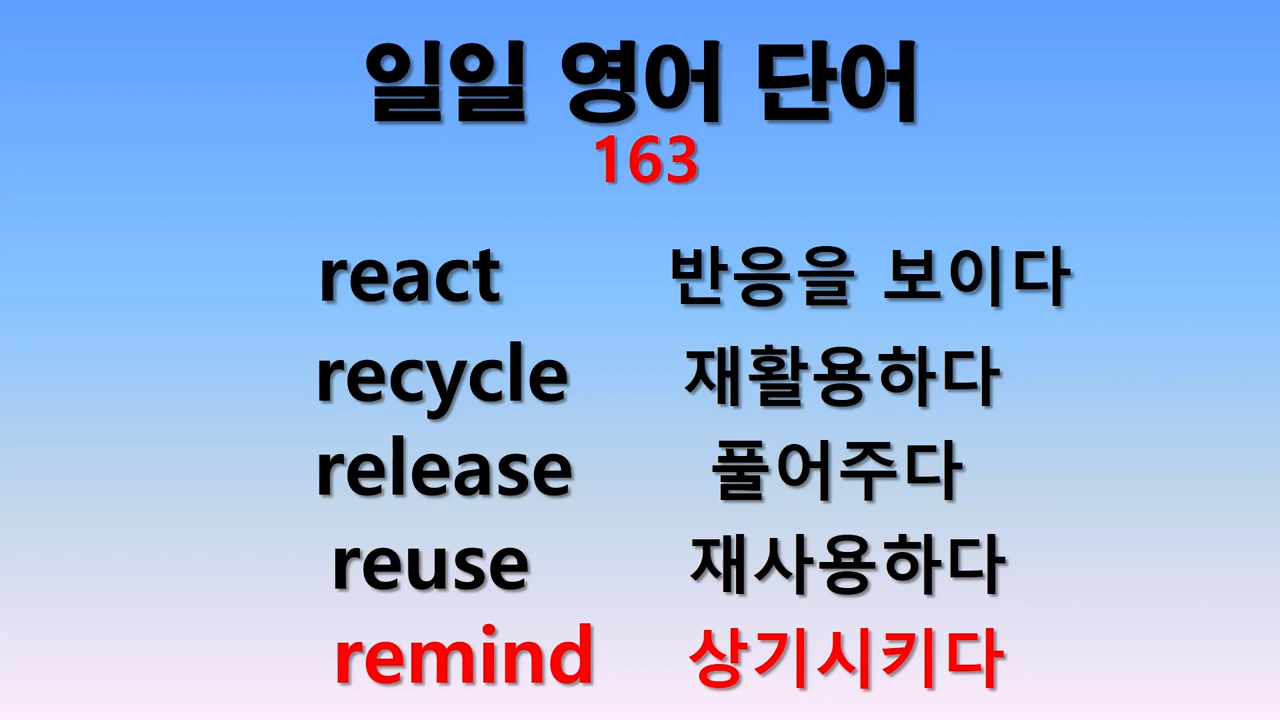 일일 영어 단어
163
react 반응을 보이다
recycle 재활용하다
release 풀어주다
reuse 재사용하다
remind 상기시키다